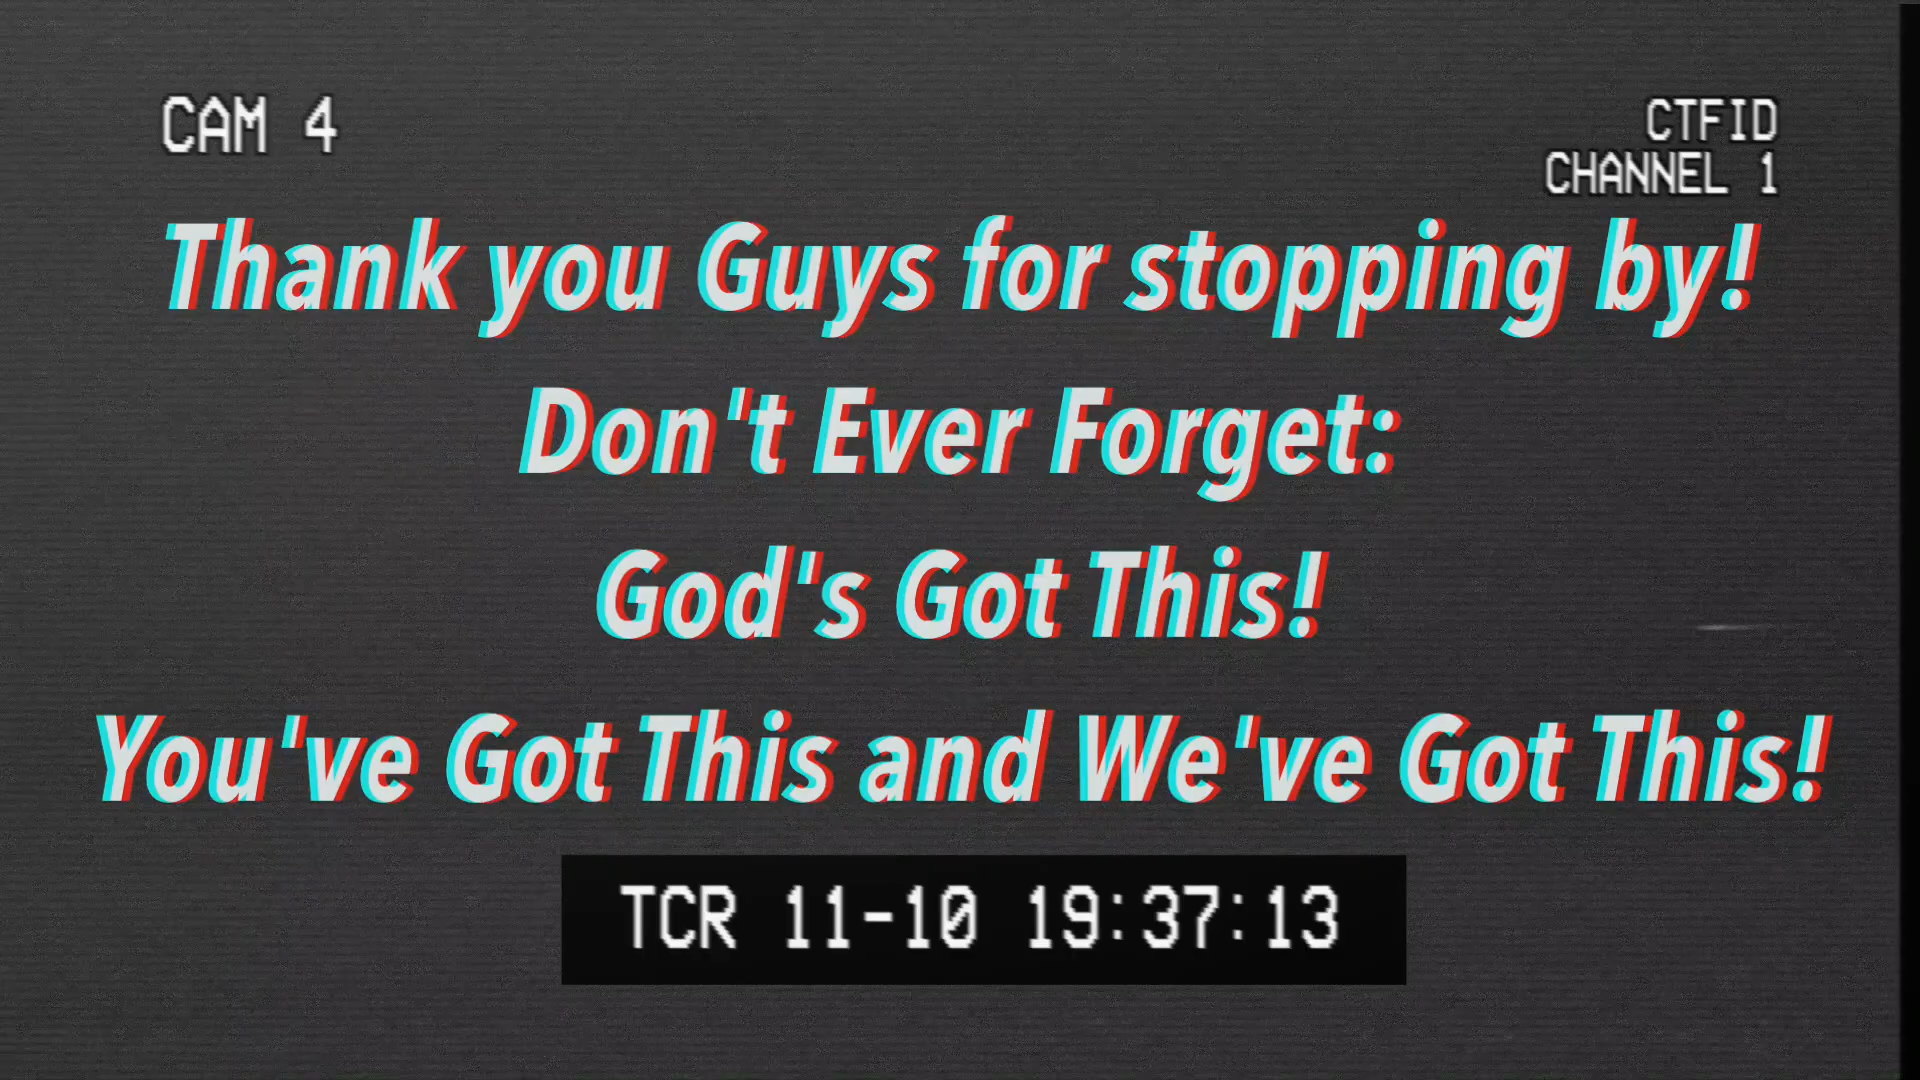 CAM 4
CTFID
CHANNEL 1
Thank you Guys for stopping by!
Don't Ever Forget:
God's Got This!
You've Got This and We've Got This!
TCR 11-10 19:37:13